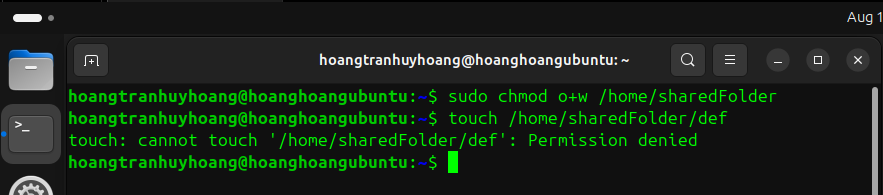 Aug 1
hoangtranhuyhoang@hoanghoangubuntu: ~
hoangtranhuyhoang@hoanghoangubuntu:~$ sudo chmod o+w /home/sharedFolder
hoangtranhuyhoang@hoanghoangubuntu:~$ touch /home/sharedFolder/def
touch: cannot touch '/home/sharedFolder/def': Permission denied
hoangtranhuyhoang@hoanghoangubuntu:~$